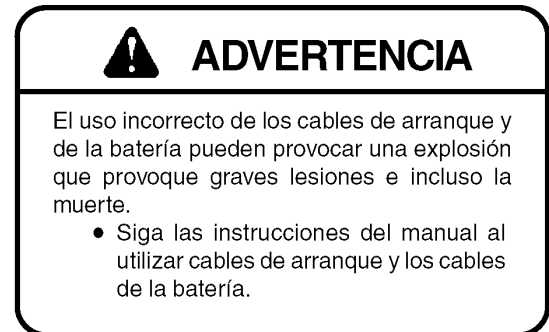 ADVERTENCIA
El uso incorrecto de los cables de arranque y
de la batería pueden provocar una explosión
que provoque graves lesiones e incluso la
muerte.
● Siga las instrucciones del manual al
utilizar cables de arranque y los cables
de la batería.